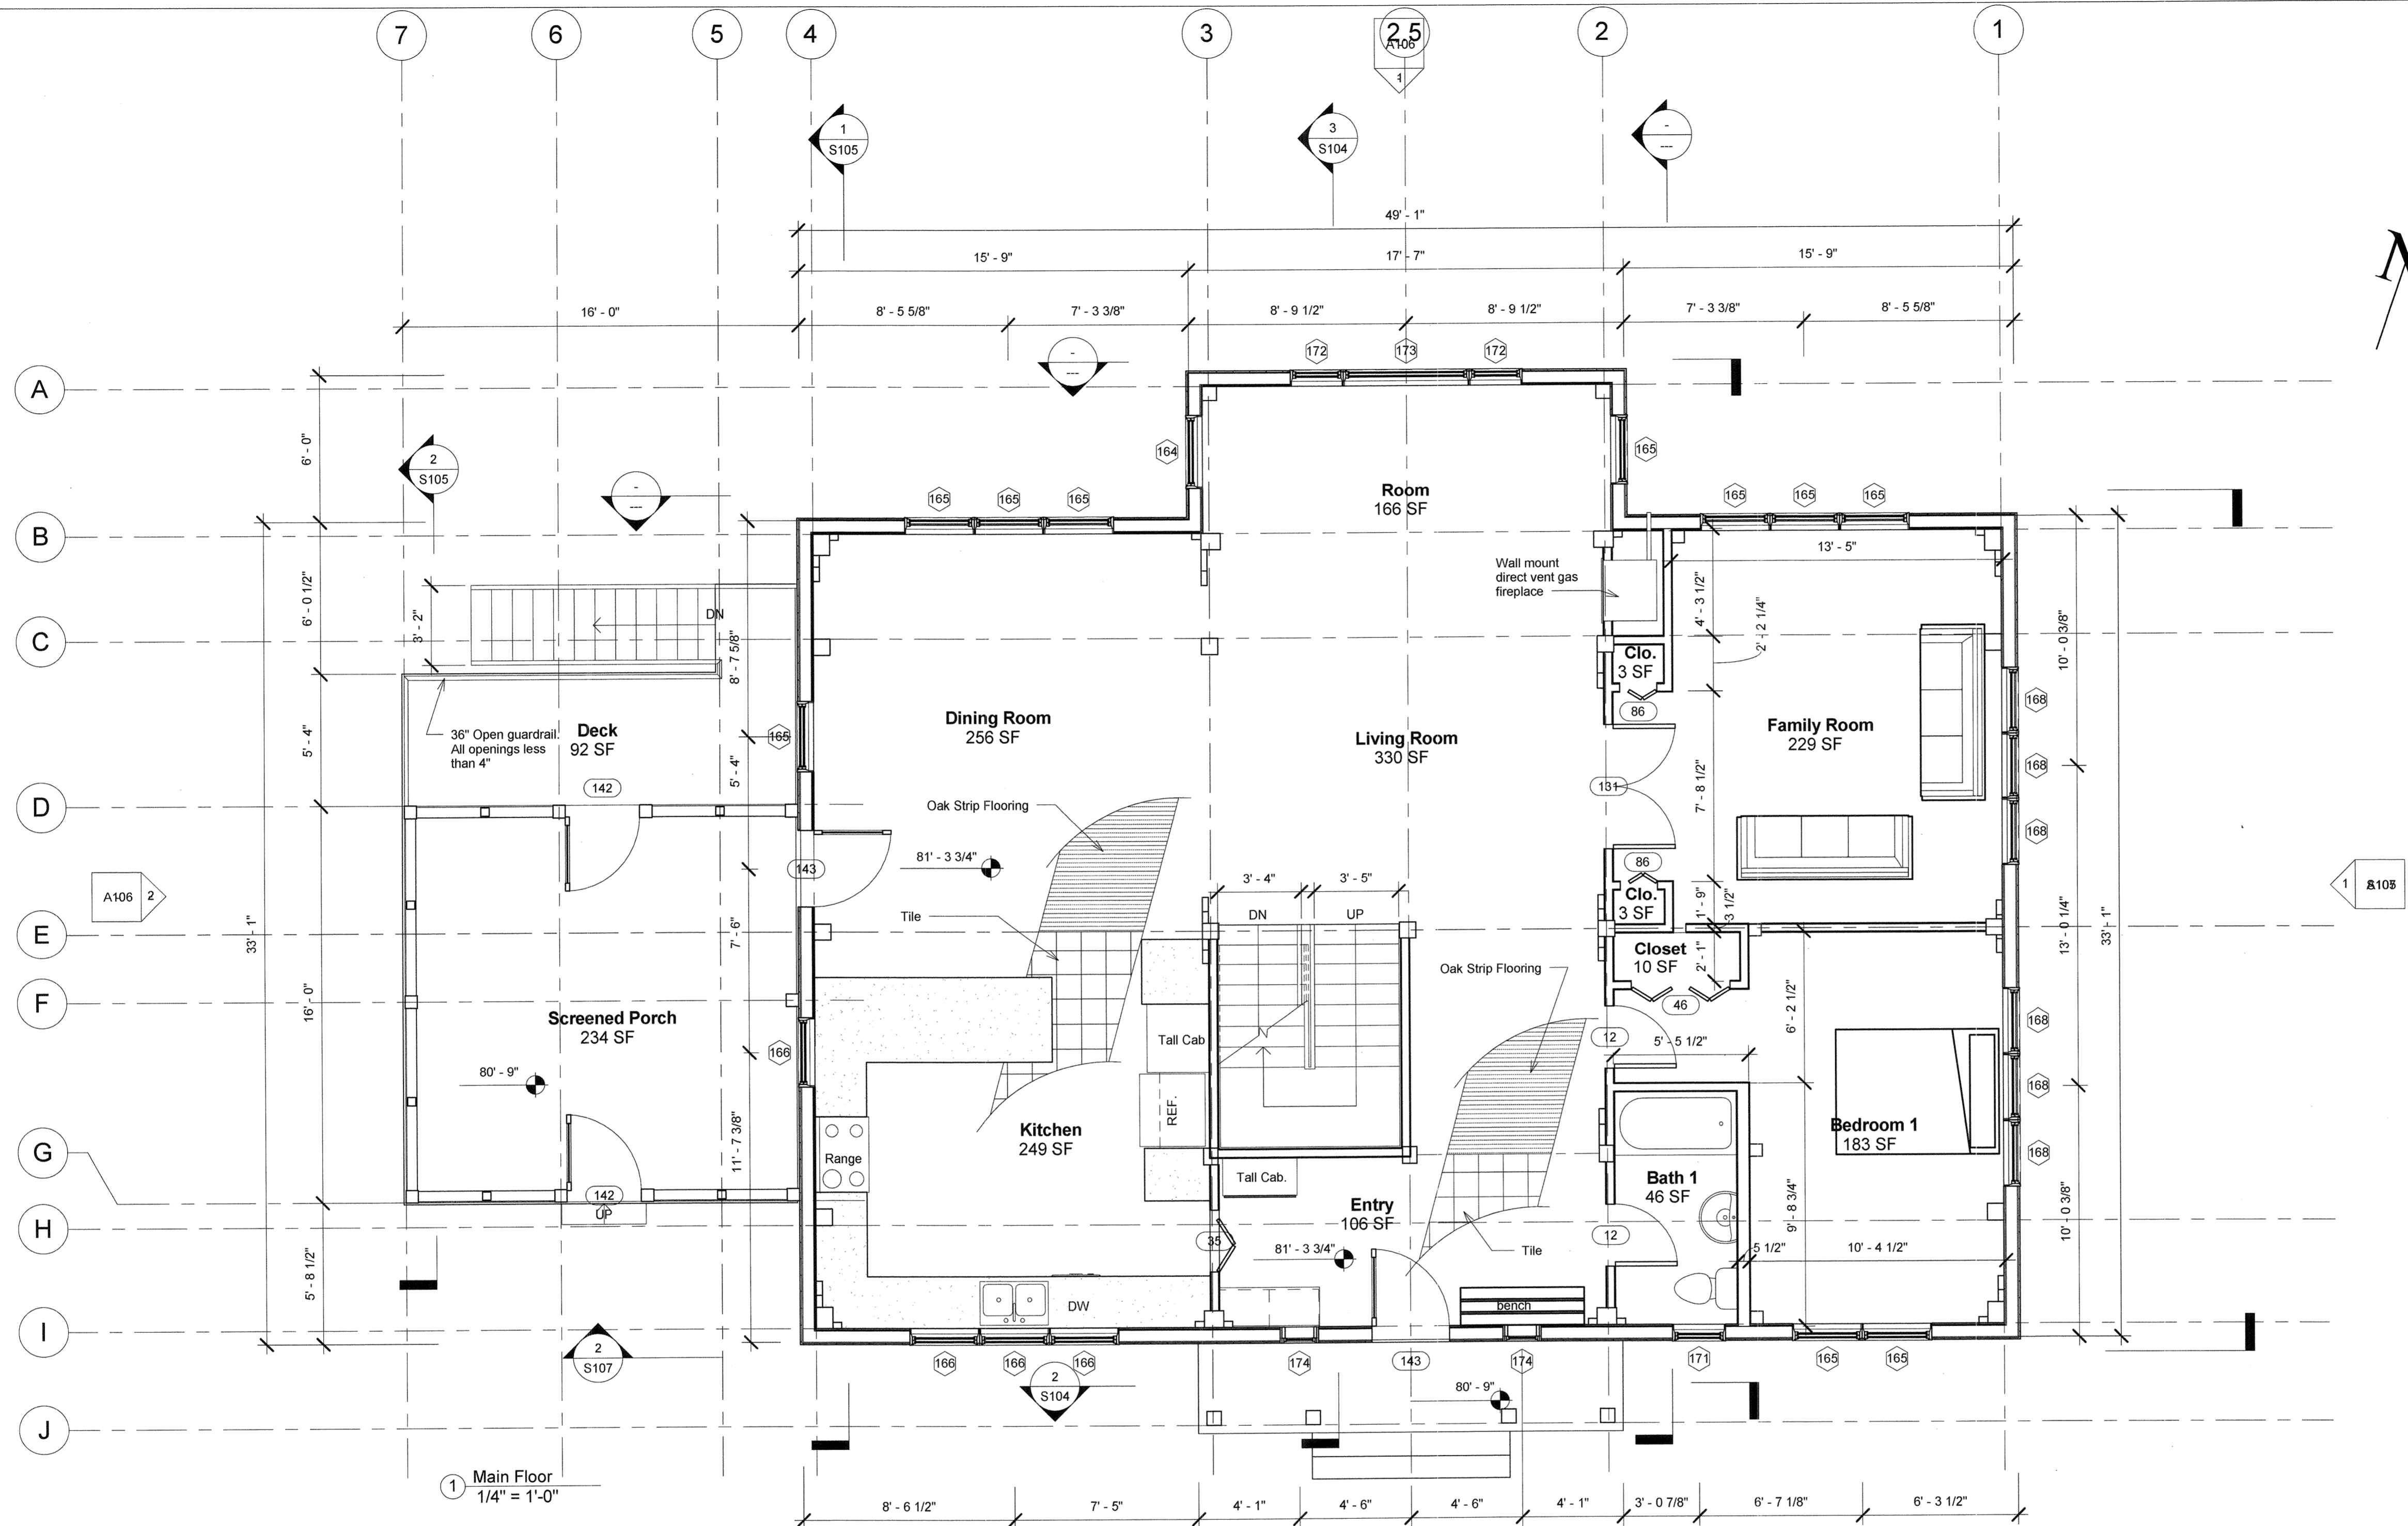 7
6
5
4
3
2.5
2
1
A106
1
1
S105
3
S104
-
---
N
49' - 1"
15' - 9"
17' - 7"
15' - 9"
16' - 0"
8' - 5 5/8"
7' - 3 3/8"
8' - 9 1/2"
8' - 9 1/2"
7' - 3 3/8"
8' - 5 5/8"
172
173
172
-
---
A
6' - 0"
2
S105
164
165
-
---
165
165
165
Room
166 SF
165
165
165
B
13' - 5"
Wall mount
direct vent gas
fireplace
6' - 0 1/2"
3' - 2"
DN
8' - 7 5/8"
4' - 3 1/2"
2' - 2 1/4"
10' - 0 3/8"
C
Clo.
3 SF
86
168
36" Open guardrail.
All openings less
than 4"
Deck
92 SF
165
Dining Room
256 SF
Living Room
330 SF
Family Room
229 SF
5' - 4"
5' - 4"
168
142
131
7' - 8 1/2"
D
Oak Strip Flooring
168
143
81' - 3 3/4"
86
A106
2
1
3' - 4"
3' - 5"
Clo.
3 SF
1' - 9"
3 1/2"
DN
UP
Tile
33' - 1"
7' - 6"
13' - 0 1/4"
33' - 1"
E
Closet
10 SF
2' - 1"
Oak Strip Flooring
F
16' - 0"
46
Screened Porch
234 SF
6' - 2 1/2"
168
Tall Cab
12
5' - 5 1/2"
166
80' - 9"
168
REF.
Kitchen
249 SF
11' - 7 3/8"
Bedroom 1
183 SF
G
Range
168
Tall Cab.
Bath 1
46 SF
142
UP
Entry
106 SF
9' - 8 3/4"
10' - 0 3/8"
H
35
81' - 3 3/4"
12
Tile
5 1/2"
10' - 4 1/2"
5' - 8 1/2"
DW
bench
I
2
S107
166
166
166
174
143
174
171
165
165
2
S104
80' - 9"
J
1
Main Floor
1/4" = 1'-0"
8' - 6 1/2"
7' - 5"
4' - 1"
4' - 6"
4' - 6"
4' - 1"
3' - 0 7/8"
6' - 7 1/8"
6' - 3 1/2"